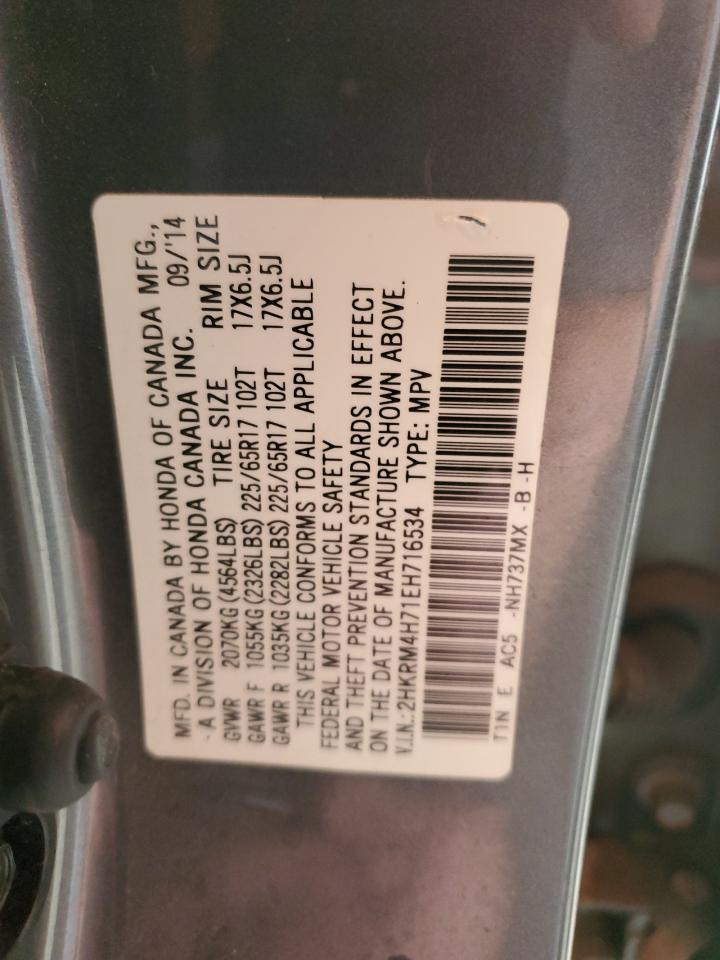 MFD. IN CANADA BY HONDA OF CANADA MFG.,
- A DIVISION OF HONDA CANADA INC. 09/'14
GVWR 2070KG (4564LBS) TIRE SIZE RIM SIZE
GAWR F 1055KG (2326LBS) 225/65R17 102T 17X6.5J
GAWR R 1035KG (2282LBS) 225/65R17 102T 17X6.5J
THIS VEHICLE CONFORMS TO ALL APPLICABLE
FEDERAL MOTOR VEHICLE SAFETY
AND THEFT PREVENTION STANDARDS IN EFFECT
ON THE DATE OF MANUFACTURE SHOWN ABOVE.
V.I.N.: 2HKRM4H71EH716534 TYPE: MPV
T1N E AC5 -NH737MX -B -H